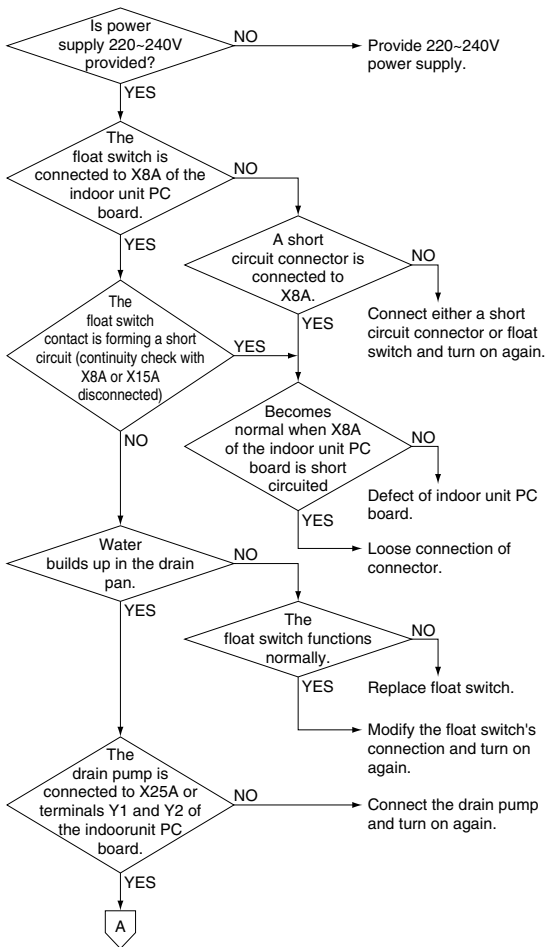 Is power
supply 220~240V
provided?
NO
Provide 220~240V
power supply.
YES
The
float switch is
connected to X8A of the
indoor unit PC
board.
NO
YES
A short
circuit connector is
connected to
X8A.
NO
Connect either a short
circuit connector or float
switch and turn on again.
YES
The
float switch
contact is forming a short
circuit (continuity check with
X8A or X15A
disconnected)
YES
NO
Becomes
normal when X8A
of the indoor unit PC
board is short
circuited
NO
Defect of indoor unit PC
board.
YES
Loose connection of
connector.
Water
builds up in the drain
pan.
NO
YES
The
float switch functions
normally.
NO
Replace float switch.
YES
Modify the float switch's
connection and turn on
again.
The
drain pump is
connected to X25A or
terminals Y1 and Y2 of
the indoorunit PC
board.
NO
Connect the drain pump
and turn on again.
YES
A